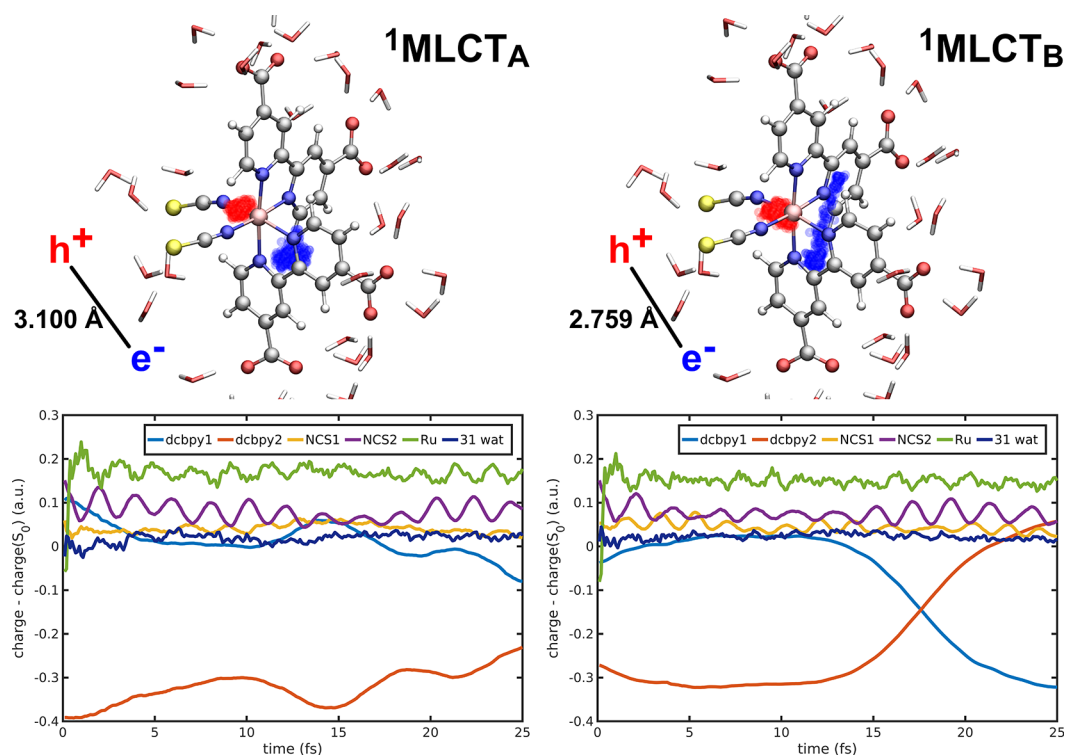 ¹MLCT_A
h⁺
3.100 Å
e⁻
¹MLCT_B
h⁺
2.759 Å
e⁻
charge - charge(S₀) (a.u.)
dcbpy1 dcbpy2 NCS1 NCS2 Ru 31 wat
0.3
0.2
0.1
0
-0.1
-0.2
-0.3
-0.4
0 5 10 15 20 25
time (fs)
charge - charge(S₀) (a.u.)
dcbpy1 dcbpy2 NCS1 NCS2 Ru 31 wat
0.3
0.2
0.1
0
-0.1
-0.2
-0.3
-0.4
0 5 10 15 20 25
time (fs)